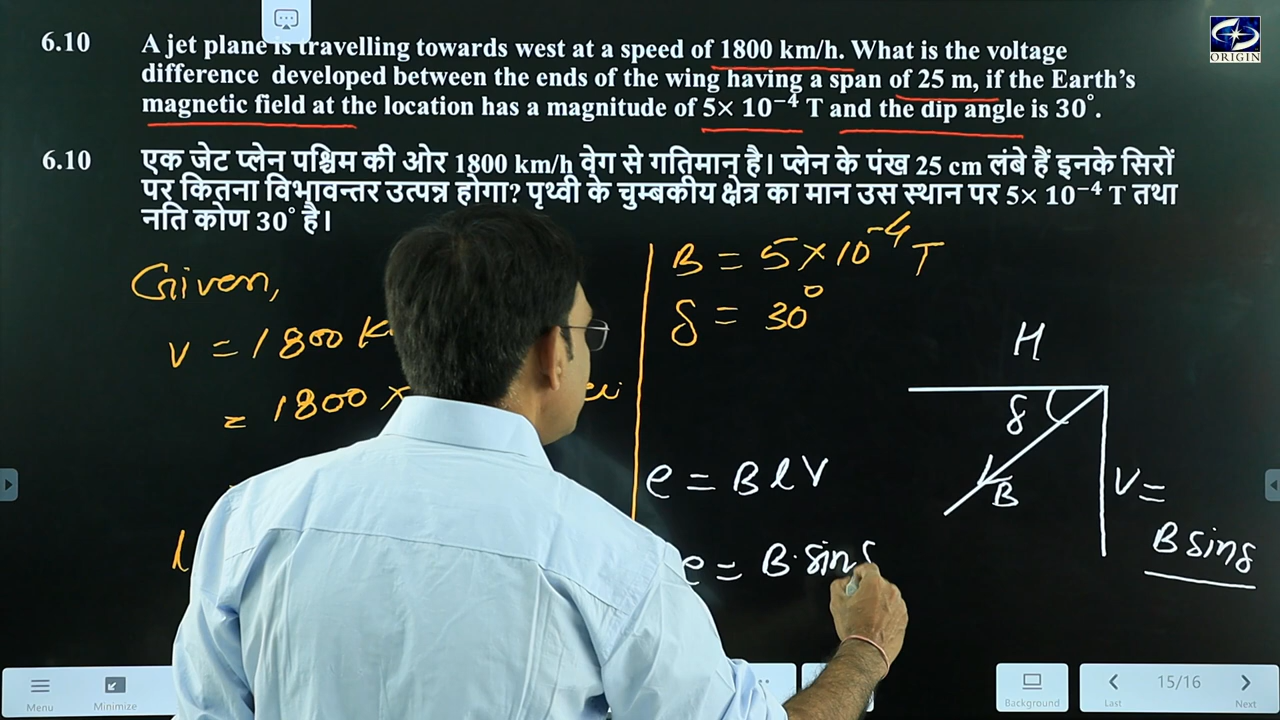 6.10 A jet plane is travelling towards west at a speed of 1800 km/h. What is the voltage
difference developed between the ends of the wing having a span of 25 m, if the Earth's
magnetic field at the location has a magnitude of 5× 10⁻⁴ T and the dip angle is 30°.
6.10 एक जेट प्लेन पश्चिम की ओर 1800 km/h वेग से गतिमान् है। प्लेन के पंख 25 cm लंबे हैं इनके सिरों
पर कितना विभावन्तर उत्पन्न होगा? पृथ्वी के चुम्बकीय क्षेत्र का मान उस स्थान पर 5× 10⁻⁴ T तथा
नति कोण 30° है।
ORIGIN
Given,
v = 1800
= 1800 ×
l
B = 5×10⁻⁴ T
δ = 30°
e = B l V
e = B·sin δ
H
δ
B
V =
B sin δ
Menu
Minimize
Background
Last
15/16
Next